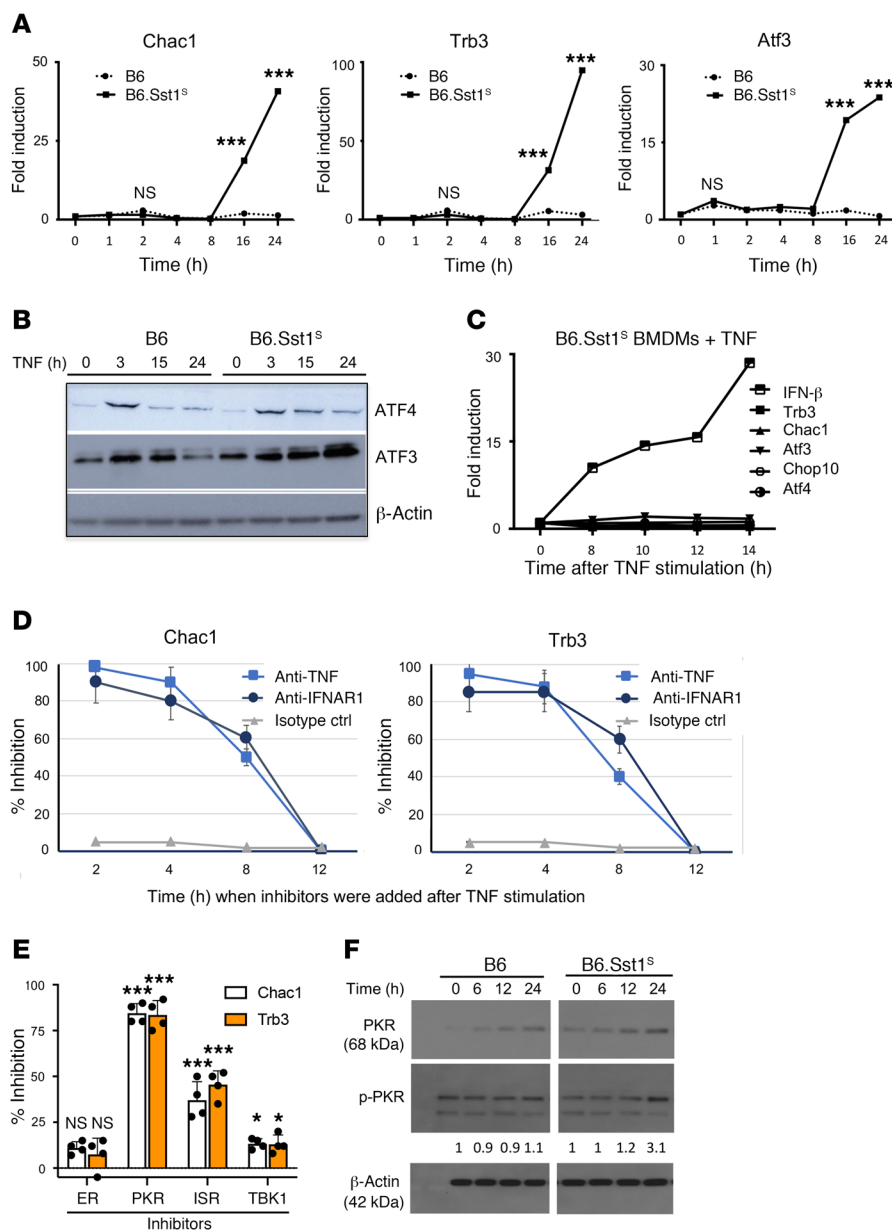 A
Chac1
Trb3
Atf3
50
25
0
Fold induction
B6
B6.Sst1ˢ
NS
***
***
0 1 2 4 8 16 24
Time (h)
100
50
0
Fold induction
B6
B6.Sst1ˢ
NS
***
***
0 1 2 4 8 16 24
Time (h)
30
15
0
Fold induction
B6
B6.Sst1ˢ
NS
***
***
0 1 2 4 8 16 24
Time (h)
B
B6 B6.Sst1ˢ
TNF (h) 0 3 15 24 0 3 15 24
ATF4
ATF3
β-Actin
C
B6.Sst1ˢ BMDMs + TNF
30
15
0
Fold induction
IFN-β
Trb3
Chac1
Atf3
Chop10
Atf4
0 8 10 12 14
Time after TNF stimulation (h)
D
Chac1
100
80
60
40
20
0
% Inhibition
Anti-TNF
Anti-IFNAR1
Isotype ctrl
2 4 8 12
Trb3
100
80
60
40
20
0
% Inhibition
Anti-TNF
Anti-IFNAR1
Isotype ctrl
2 4 8 12
Time (h) when inhibitors were added after TNF stimulation
E
100
75
50
25
0
% Inhibition
Chac1
Trb3
NS NS
*** ***
*** ***
* *
ER PKR ISR TBK1
Inhibitors
F
B6 B6.Sst1ˢ
Time (h) 0 6 12 24 0 6 12 24
PKR
(68 kDa)
p-PKR
1 0.9 0.9 1.1 1 1 1.2 3.1
β-Actin
(42 kDa)